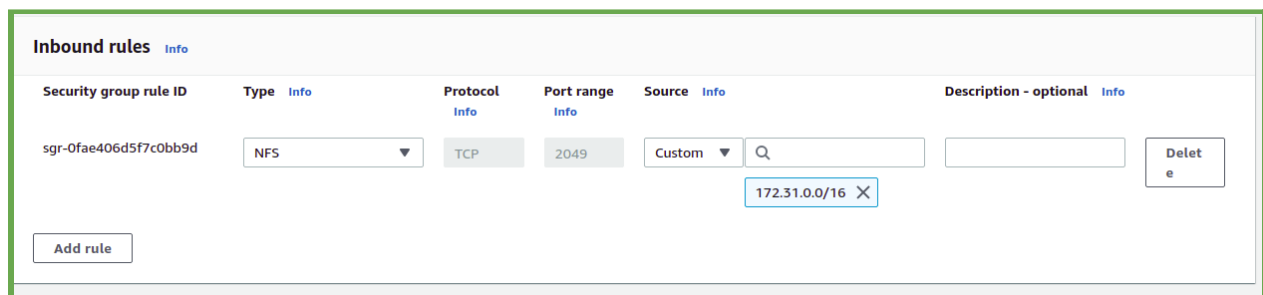 Inbound rules Info
Security group rule ID Type Info Protocol Info Port range Info Source Info Description - optional Info
sgr-0fae406d5f7c0bb9d NFS TCP 2049 Custom Delet
e
172.31.0.0/16
Add rule